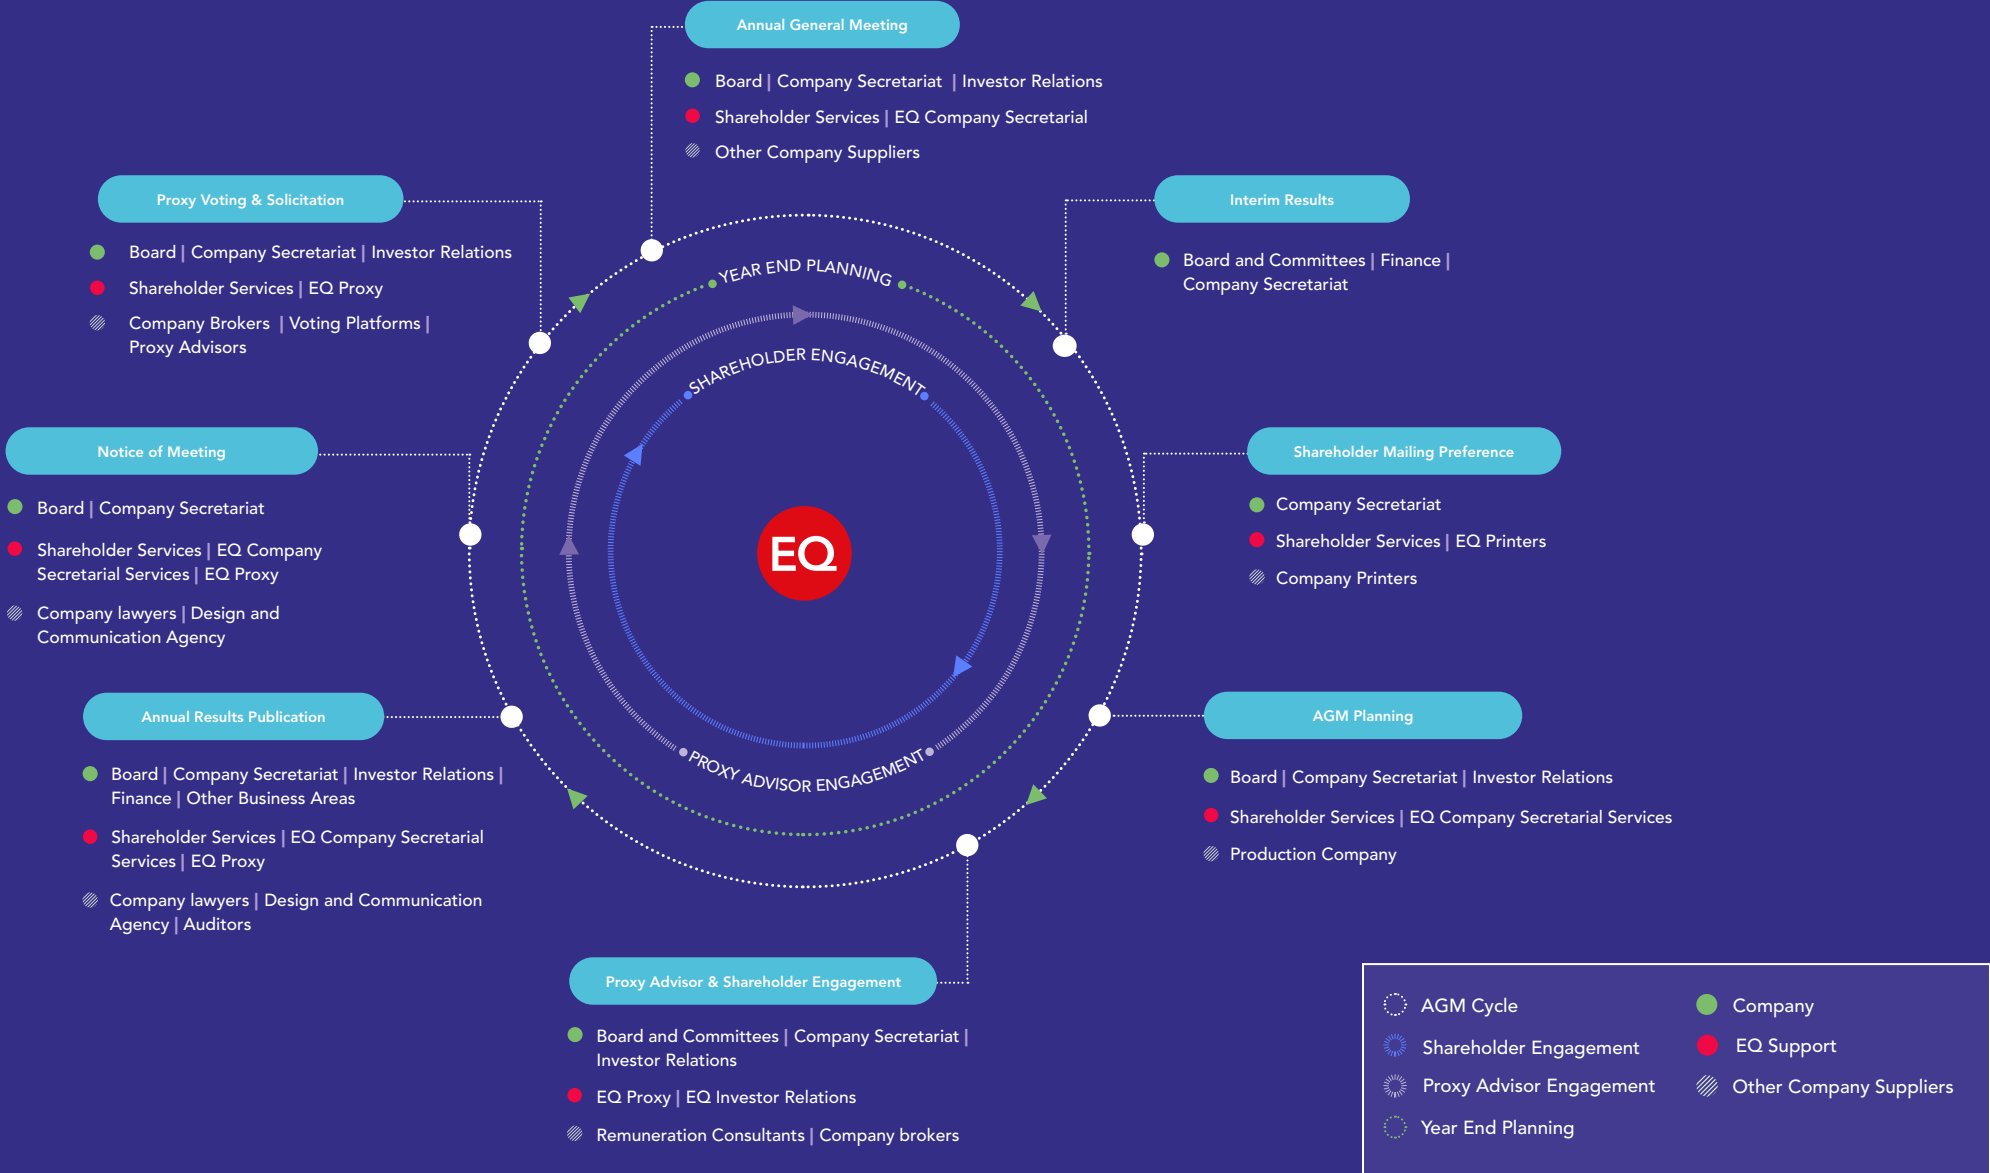 Annual General Meeting
Board | Company Secretariat | Investor Relations
Shareholder Services | EQ Company Secretarial
Other Company Suppliers
Proxy Voting & Solicitation
Board | Company Secretariat | Investor Relations
Shareholder Services | EQ Proxy
Company Brokers | Voting Platforms |
Proxy Advisors
Interim Results
Board and Committees | Finance |
Company Secretariat
YEAR END PLANNING
SHAREHOLDER ENGAGEMENT
EQ
PROXY ADVISOR ENGAGEMENT
Notice of Meeting
Board | Company Secretariat
Shareholder Services | EQ Company
Secretarial Services | EQ Proxy
Company lawyers | Design and
Communication Agency
Shareholder Mailing Preference
Company Secretariat
Shareholder Services | EQ Printers
Company Printers
Annual Results Publication
Board | Company Secretariat | Investor Relations |
Finance | Other Business Areas
Shareholder Services | EQ Company Secretarial
Services | EQ Proxy
Company lawyers | Design and Communication
Agency | Auditors
AGM Planning
Board | Company Secretariat | Investor Relations
Shareholder Services | EQ Company Secretarial Services
Production Company
Proxy Advisor & Shareholder Engagement
Board and Committees | Company Secretariat |
Investor Relations
EQ Proxy | EQ Investor Relations
Remuneration Consultants | Company brokers
AGM Cycle
Shareholder Engagement
Proxy Advisor Engagement
Year End Planning
Company
EQ Support
Other Company Suppliers